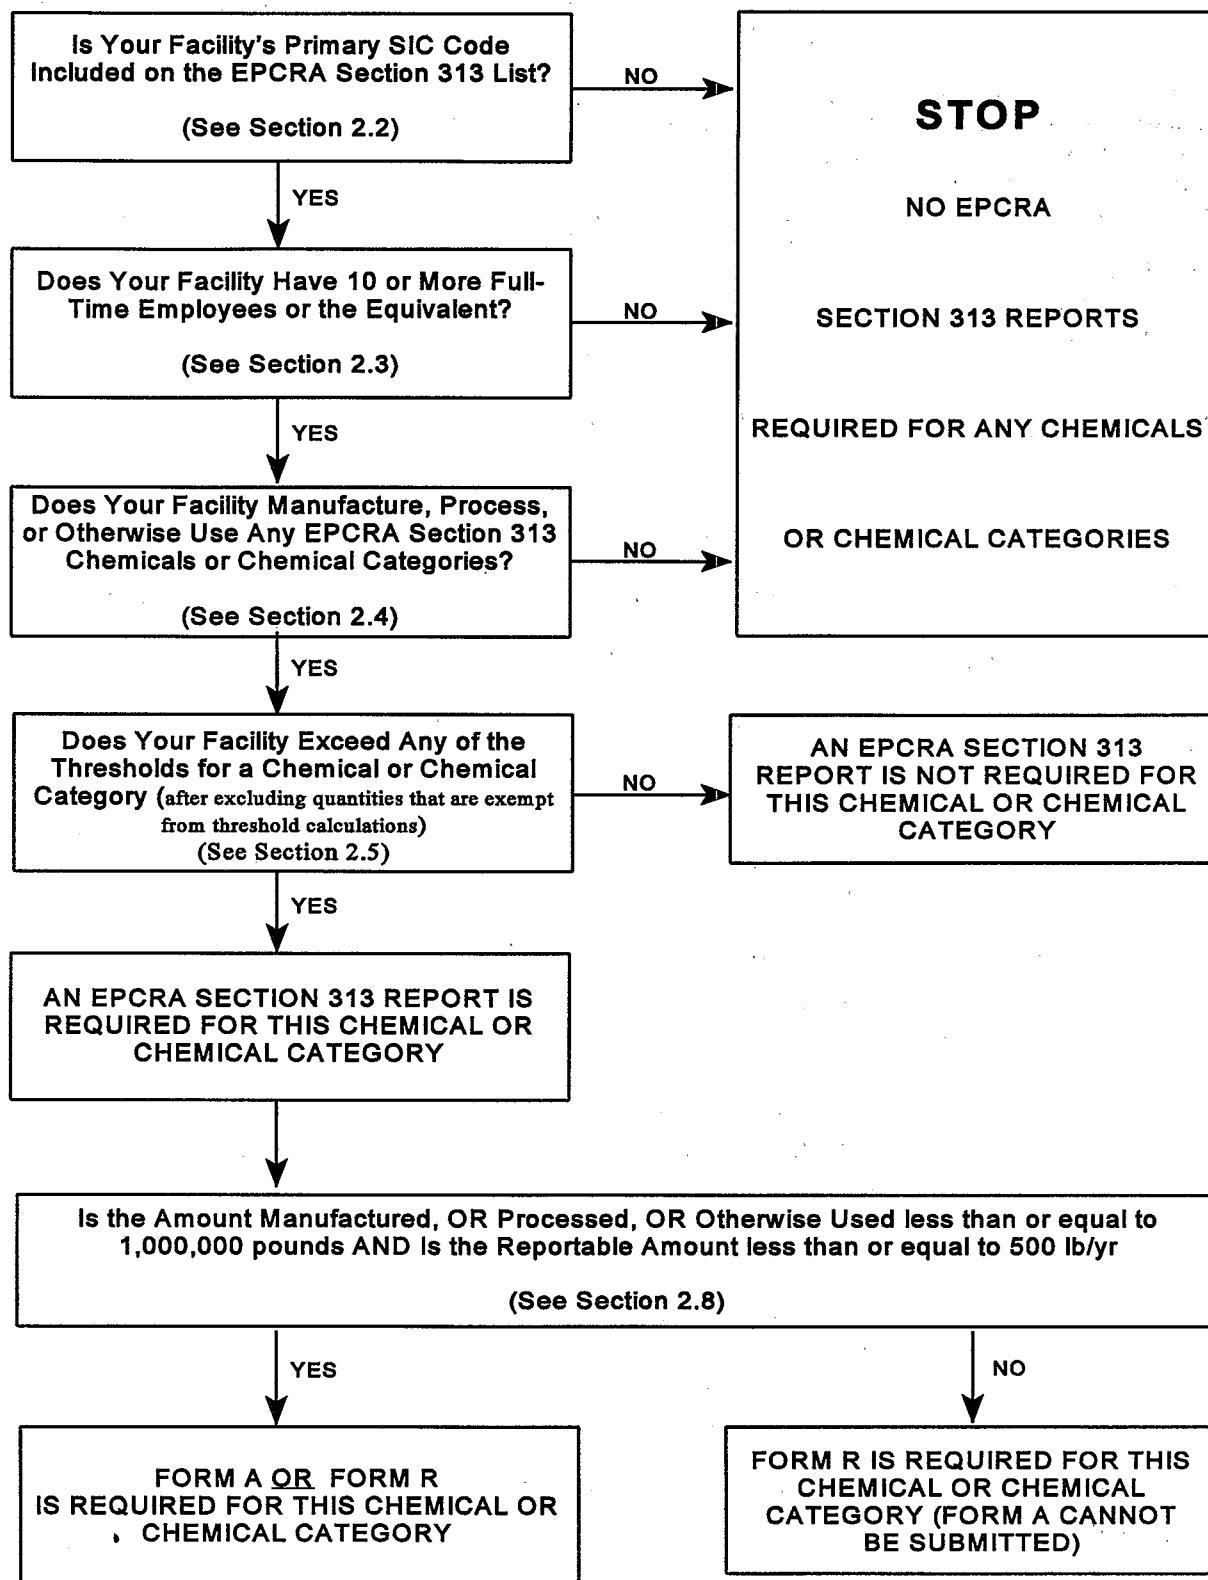 Is Your Facility's Primary SIC Code
Included on the EPCRA Section 313 List?
(See Section 2.2)
NO
STOP
NO EPCRA
SECTION 313 REPORTS
REQUIRED FOR ANY CHEMICALS
OR CHEMICAL CATEGORIES
YES
Does Your Facility Have 10 or More Full-
Time Employees or the Equivalent?
(See Section 2.3)
NO
YES
Does Your Facility Manufacture, Process,
or Otherwise Use Any EPCRA Section 313
Chemicals or Chemical Categories?
(See Section 2.4)
NO
YES
Does Your Facility Exceed Any of the
Thresholds for a Chemical or Chemical
Category (after excluding quantities that are exempt
from threshold calculations)
(See Section 2.5)
NO
AN EPCRA SECTION 313
REPORT IS NOT REQUIRED FOR
THIS CHEMICAL OR CHEMICAL
CATEGORY
YES
AN EPCRA SECTION 313 REPORT IS
REQUIRED FOR THIS CHEMICAL OR
CHEMICAL CATEGORY
Is the Amount Manufactured, OR Processed, OR Otherwise Used less than or equal to
1,000,000 pounds AND Is the Reportable Amount less than or equal to 500 lb/yr
(See Section 2.8)
YES
NO
FORM A OR FORM R
IS REQUIRED FOR THIS CHEMICAL OR
CHEMICAL CATEGORY
FORM R IS REQUIRED FOR THIS
CHEMICAL OR CHEMICAL
CATEGORY (FORM A CANNOT
BE SUBMITTED)